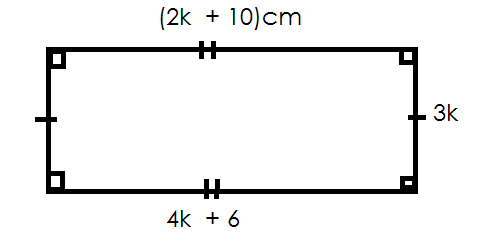 (2k + 10)cm
3k
4k + 6